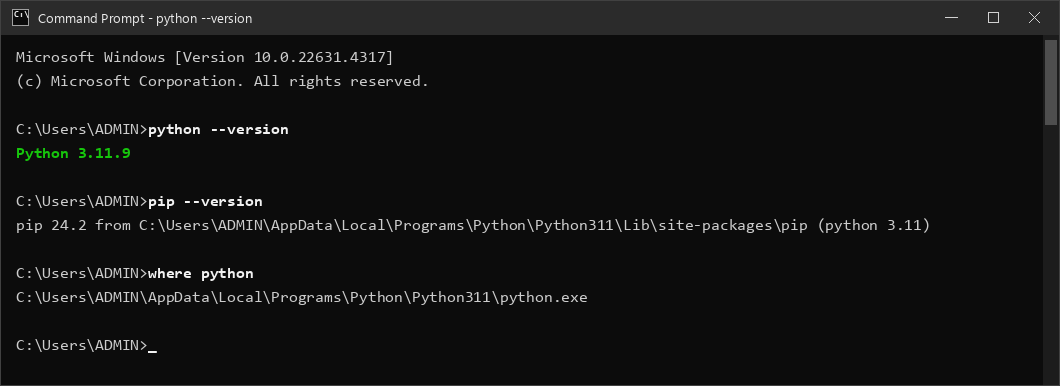 Command Prompt - python --version
Microsoft Windows [Version 10.0.22631.4317]
(c) Microsoft Corporation. All rights reserved.
C:\Users\ADMIN>python --version
Python 3.11.9
C:\Users\ADMIN>pip --version
pip 24.2 from C:\Users\ADMIN\AppData\Local\Programs\Python\Python311\Lib\site-packages\pip (python 3.11)
C:\Users\ADMIN>where python
C:\Users\ADMIN\AppData\Local\Programs\Python\Python311\python.exe
C:\Users\ADMIN>_